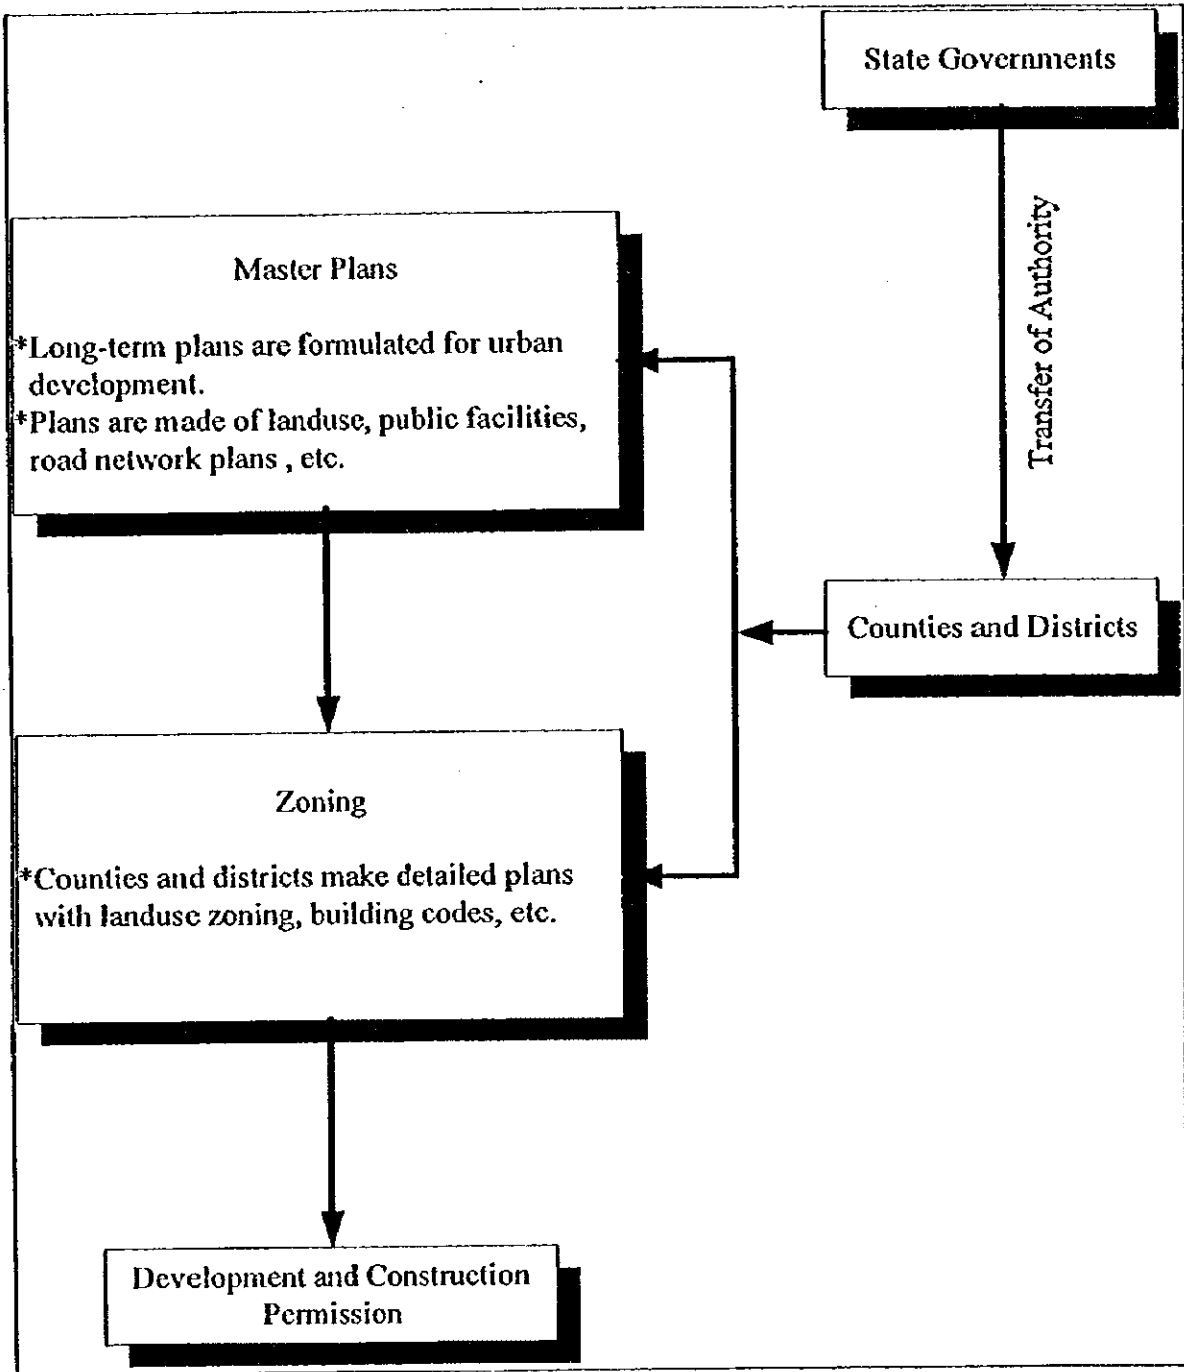 State Governments
Transfer of Authority
Master Plans
*Long-term plans are formulated for urban
development.
*Plans are made of landuse, public facilities,
road network plans , etc.
Counties and Districts
Zoning
*Counties and districts make detailed plans
with landuse zoning, building codes, etc.
Development and Construction
Permission